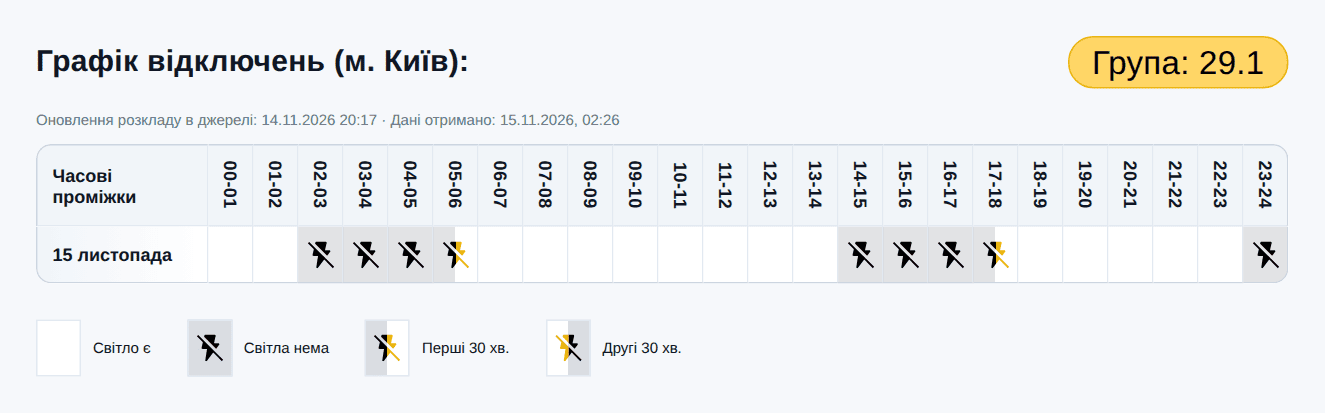 Графік відключень (м. Київ):
Група: 29.1
Оновлення розкладу в джерелі: 14.11.2026 20:17 · Дані отримано: 15.11.2026, 02:26
Часові
проміжки
00-01
01-02
02-03
03-04
04-05
05-06
06-07
07-08
08-09
09-10
10-11
11-12
12-13
13-14
14-15
15-16
16-17
17-18
18-19
19-20
20-21
21-22
22-23
23-24
15 листопада
Світло є
Світла нема
Перші 30 хв.
Другі 30 хв.